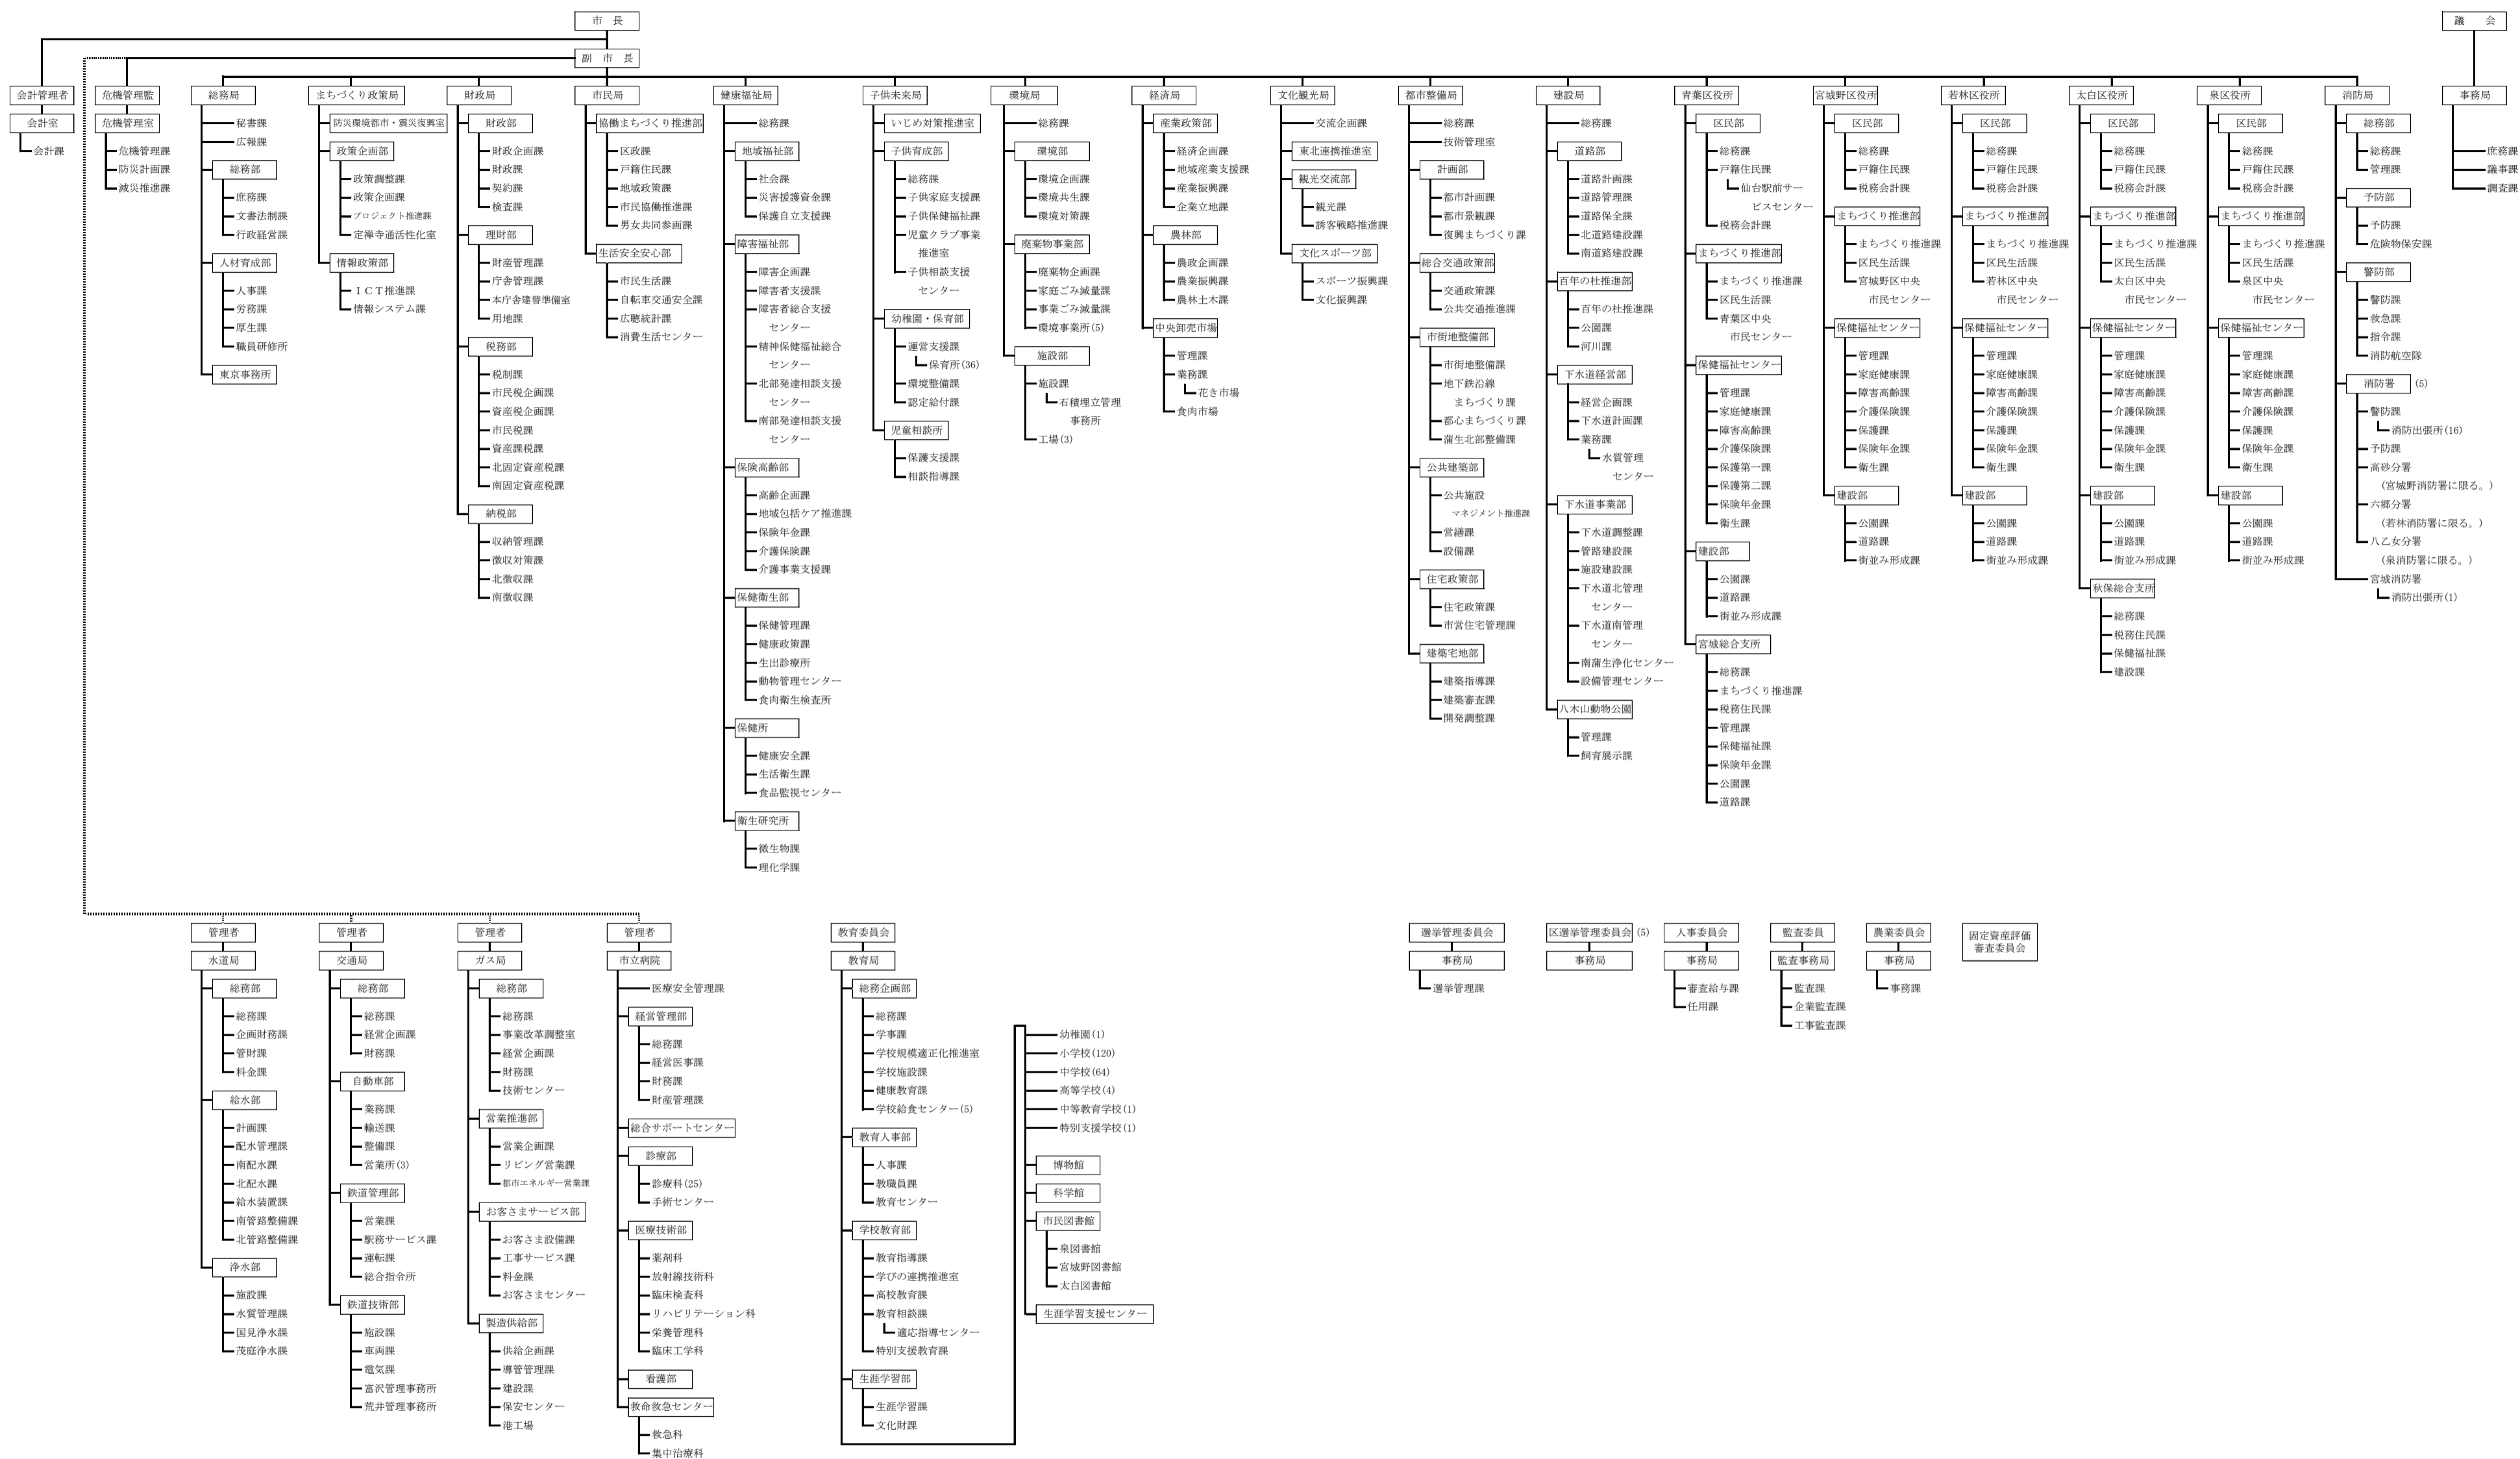 市　長
議　　会
副　市　長
会計管理者
会計室
会計課
危機管理監
危機管理室
危機管理課
防災計画課
減災推進課
総務局
秘書課
広報課
総務部
庶務課
文書法制課
行政経営課
人材育成部
人事課
労務課
厚生課
職員研修所
東京事務所
まちづくり政策局
防災環境都市・震災復興室
政策企画部
政策調整課
政策企画課
プロジェクト推進課
定禅寺通活性化室
情報政策部
ＩＣＴ推進課
情報システム課
財政局
財政部
財政企画課
財政課
契約課
検査課
理財部
財産管理課
庁舎管理課
本庁舎建替準備室
用地課
税務部
税制課
市民税企画課
資産税企画課
市民税課
資産課税課
北固定資産税課
南固定資産税課
納税部
収納管理課
徴収対策課
北徴収課
南徴収課
市民局
協働まちづくり推進部
区政課
戸籍住民課
地域政策課
市民協働推進課
男女共同参画課
生活安全安心部
市民生活課
自転車交通安全課
広聴統計課
消費生活センター
健康福祉局
総務課
地域福祉部
社会課
災害援護資金課
保護自立支援課
障害福祉部
障害企画課
障害者支援課
障害者総合支援
センター
精神保健福祉総合
センター
北部発達相談支援
センター
南部発達相談支援
センター
保険高齢部
高齢企画課
地域包括ケア推進課
保険年金課
介護保険課
介護事業支援課
保健衛生部
保健管理課
健康政策課
生出診療所
動物管理センター
食肉衛生検査所
保健所
健康安全課
生活衛生課
食品監視センター
衛生研究所
微生物課
理化学課
子供未来局
いじめ対策推進室
子供育成部
総務課
子供家庭支援課
子供保健福祉課
児童クラブ事業
推進室
子供相談支援
センター
幼稚園・保育部
運営支援課
保育所(36)
環境整備課
認定給付課
児童相談所
保護支援課
相談指導課
環境局
総務課
環境部
環境企画課
環境共生課
環境対策課
廃棄物事業部
廃棄物企画課
家庭ごみ減量課
事業ごみ減量課
環境事業所(5)
施設部
施設課
石積埋立管理
事務所
工場(3)
経済局
産業政策部
経済企画課
地域産業支援課
産業振興課
企業立地課
農林部
農政企画課
農業振興課
農林土木課
中央卸売市場
管理課
業務課
花き市場
食肉市場
文化観光局
交流企画課
東北連携推進室
観光交流部
観光課
誘客戦略推進課
文化スポーツ部
スポーツ振興課
文化振興課
都市整備局
総務課
技術管理室
計画部
都市計画課
都市景観課
復興まちづくり課
総合交通政策部
交通政策課
公共交通推進課
市街地整備部
市街地整備課
地下鉄沿線
まちづくり課
都心まちづくり課
蒲生北部整備課
公共建築部
公共施設
マネジメント推進課
営繕課
設備課
住宅政策部
住宅政策課
市営住宅管理課
建築宅地部
建築指導課
建築審査課
開発調整課
建設局
総務課
道路部
道路計画課
道路管理課
道路保全課
北道路建設課
南道路建設課
百年の杜推進部
百年の杜推進課
公園課
河川課
下水道経営部
経営企画課
下水道計画課
業務課
水質管理
センター
下水道事業部
下水道調整課
管路建設課
施設建設課
下水道北管理
センター
下水道南管理
センター
南蒲生浄化センター
設備管理センター
八木山動物公園
管理課
飼育展示課
青葉区役所
区民部
総務課
戸籍住民課
仙台駅前サー
ビスセンター
税務会計課
まちづくり推進部
まちづくり推進課
区民生活課
青葉区中央
市民センター
保健福祉センター
管理課
家庭健康課
障害高齢課
介護保険課
保護第一課
保護第二課
保険年金課
衛生課
建設部
公園課
道路課
街並み形成課
宮城総合支所
総務課
まちづくり推進課
税務住民課
管理課
保健福祉課
保険年金課
公園課
道路課
宮城野区役所
区民部
総務課
戸籍住民課
税務会計課
まちづくり推進部
まちづくり推進課
区民生活課
宮城野区中央
市民センター
保健福祉センター
管理課
家庭健康課
障害高齢課
介護保険課
保護課
保険年金課
衛生課
建設部
公園課
道路課
街並み形成課
若林区役所
区民部
総務課
戸籍住民課
税務会計課
まちづくり推進部
まちづくり推進課
区民生活課
若林区中央
市民センター
保健福祉センター
管理課
家庭健康課
障害高齢課
介護保険課
保護課
保険年金課
衛生課
建設部
公園課
道路課
街並み形成課
太白区役所
区民部
総務課
戸籍住民課
税務会計課
まちづくり推進部
まちづくり推進課
区民生活課
太白区中央
市民センター
保健福祉センター
管理課
家庭健康課
障害高齢課
介護保険課
保護課
保険年金課
衛生課
建設部
公園課
道路課
街並み形成課
秋保総合支所
総務課
税務住民課
保健福祉課
建設課
泉区役所
区民部
総務課
戸籍住民課
税務会計課
まちづくり推進部
まちづくり推進課
区民生活課
泉区中央
市民センター
保健福祉センター
管理課
家庭健康課
障害高齢課
介護保険課
保護課
保険年金課
衛生課
建設部
公園課
道路課
街並み形成課
消防局
総務部
総務課
管理課
予防部
予防課
危険物保安課
警防部
警防課
救急課
指令課
消防航空隊
消防署 (5)
警防課
消防出張所(16)
予防課
高砂分署
(宮城野消防署に限る。)
六郷分署
(若林消防署に限る。)
八乙女分署
(泉消防署に限る。)
宮城消防署
消防出張所(1)
事務局
庶務課
議事課
調査課
管理者
水道局
総務部
総務課
企画財務課
管財課
料金課
給水部
計画課
配水管理課
南配水課
北配水課
給水装置課
南管路整備課
北管路整備課
浄水部
施設課
水質管理課
国見浄水課
茂庭浄水課
管理者
交通局
総務部
総務課
経営企画課
財務課
自動車部
業務課
輸送課
整備課
営業所(3)
鉄道管理部
営業課
駅務サービス課
運転課
総合指令所
鉄道技術部
施設課
車両課
電気課
富沢管理事務所
荒井管理事務所
管理者
ガス局
総務部
総務課
事業改革調整室
経営企画課
財務課
技術センター
営業推進部
営業企画課
リビング営業課
都市エネルギー営業課
お客さまサービス部
お客さま設備課
工事サービス課
料金課
お客さまセンター
製造供給部
供給企画課
導管管理課
建設課
保安センター
港工場
管理者
市立病院
医療安全管理課
経営管理部
総務課
経営医事課
財務課
財産管理課
総合サポートセンター
診療部
診療科(25)
手術センター
医療技術部
薬剤科
放射線技術科
臨床検査科
リハビリテーション科
栄養管理科
臨床工学科
看護部
救命救急センター
救急科
集中治療科
教育委員会
教育局
総務企画部
総務課
学事課
学校規模適正化推進室
学校施設課
健康教育課
学校給食センター(5)
教育人事部
人事課
教職員課
教育センター
学校教育部
教育指導課
学びの連携推進室
高校教育課
教育相談課
適応指導センター
特別支援教育課
生涯学習部
生涯学習課
文化財課
幼稚園(1)
小学校(120)
中学校(64)
高等学校(4)
中等教育学校(1)
特別支援学校(1)
博物館
科学館
市民図書館
泉図書館
宮城野図書館
太白図書館
生涯学習支援センター
選挙管理委員会
事務局
選挙管理課
区選挙管理委員会 (5)
事務局
人事委員会
事務局
審査給与課
任用課
監査委員
監査事務局
監査課
企業監査課
工事監査課
農業委員会
事務局
事務課
固定資産評価
審査委員会